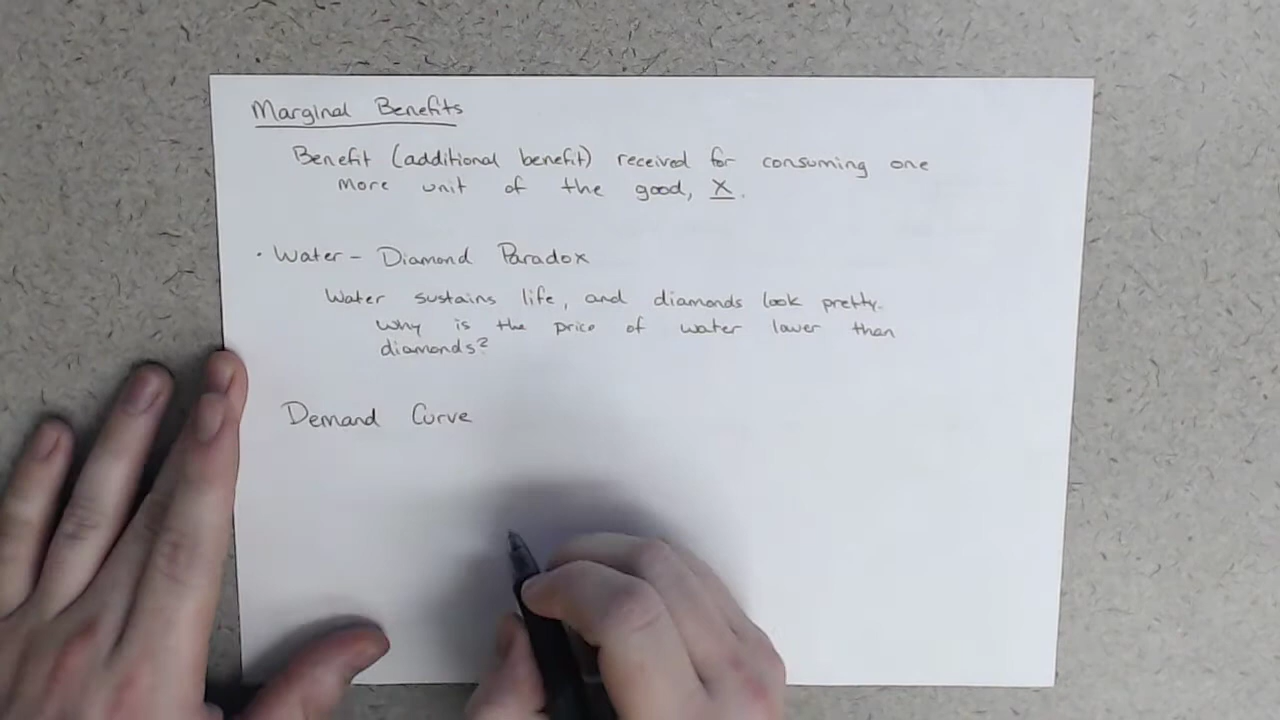 Marginal Benefits
Benefit (additional benefit) received for consuming one
more unit of the good, X.
· Water - Diamond Paradox
Water sustains life, and diamonds look pretty.
Why is the price of water lower than
diamonds?
Demand Curve